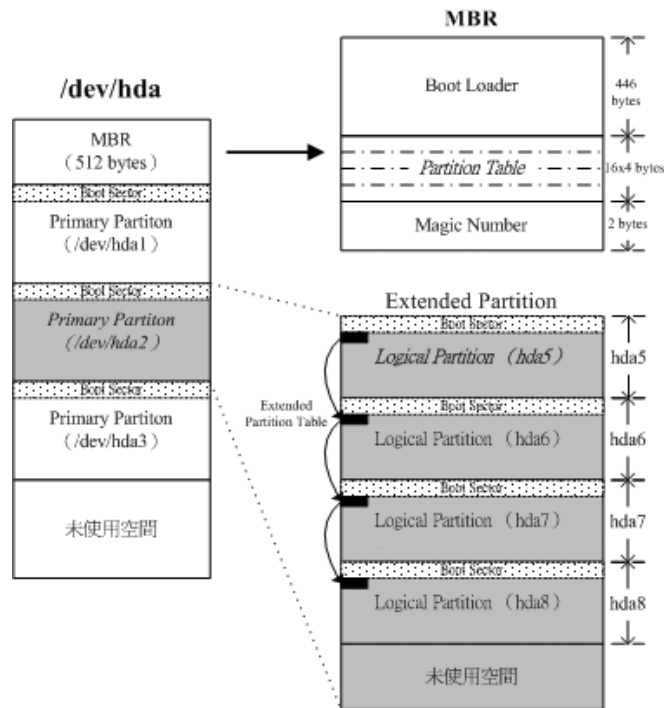 /dev/hda
MBR
(512 bytes)
Boot Sector
Primary Partiton
(/dev/hda1)
Boot Sector
Primary Partiton
(/dev/hda2)
Boot Sector
Primary Partiton
(/dev/hda3)
未使用空間
MBR
Boot Loader
446
bytes
Partition Table
16x4 bytes
Magic Number
2 bytes
Extended Partition
Boot Sector
Logical Partition (hda5)
hda5
Extended
Partition Table
Boot Sector
Logical Partition (hda6)
hda6
Boot Sector
Logical Partition (hda7)
hda7
Boot Sector
Logical Partition (hda8)
hda8
未使用空間